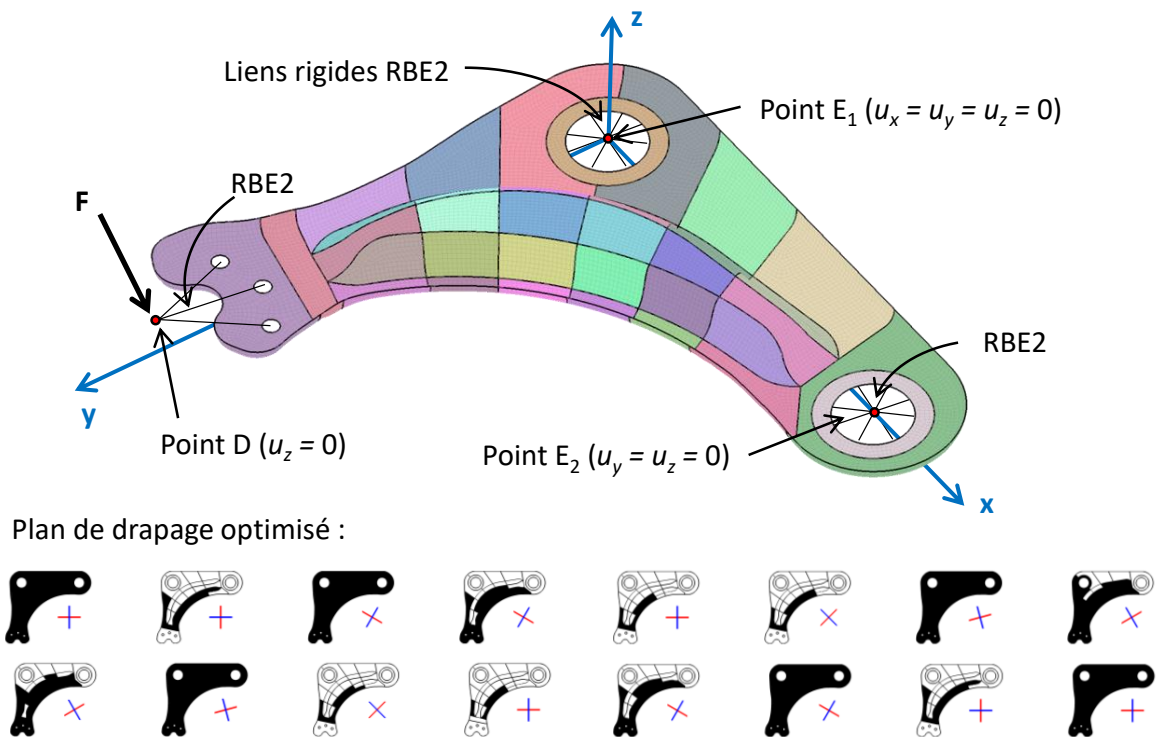 z
Liens rigides RBE2
Point E1 (ux = uy = uz = 0)
RBE2
F
RBE2
y
Point D (uz = 0)
Point E2 (uy = uz = 0)
x
Plan de drapage optimisé :